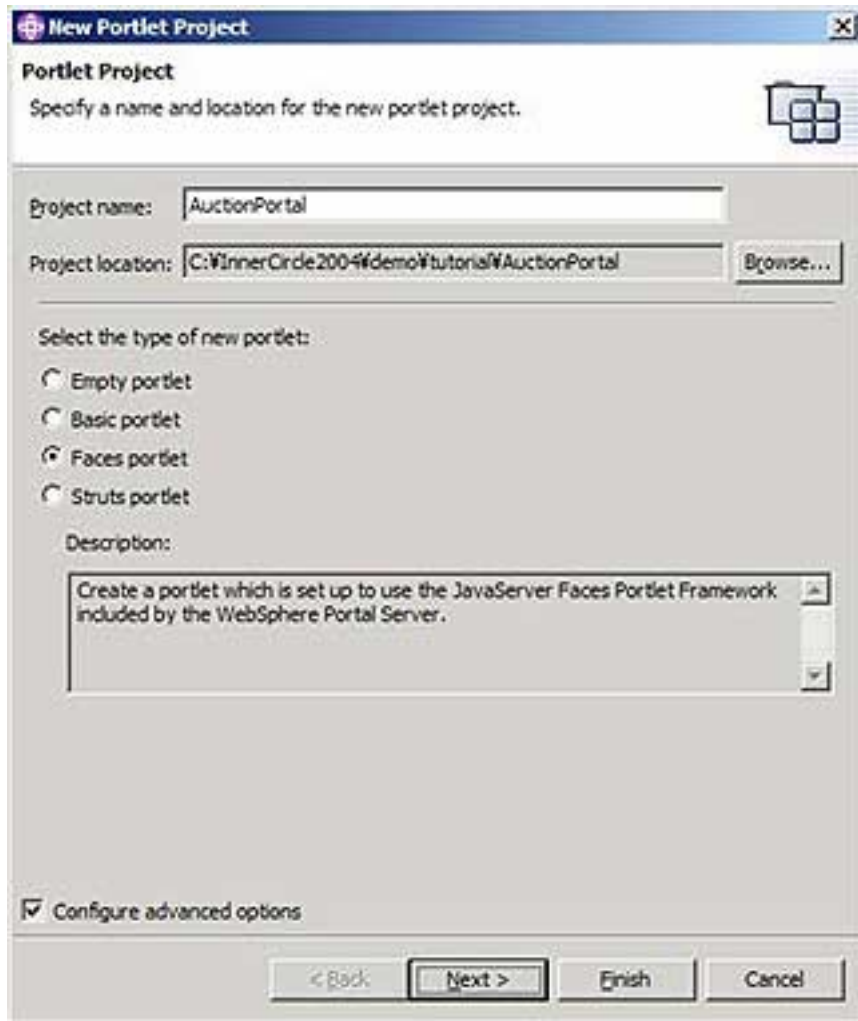 New Portlet Project
Portlet Project
Specify a name and location for the new portlet project.
Project name: AuctionPortal
Project location: C:¥InnerCircle2004¥demo¥tutorial¥AuctionPortal Browse...
Select the type of new portlet:
Empty portlet
Basic portlet
Faces portlet
Struts portlet
Description:
Create a portlet which is set up to use the JavaServer Faces Portlet Framework
included by the WebSphere Portal Server.
Configure advanced options
< Back Next > Finish Cancel